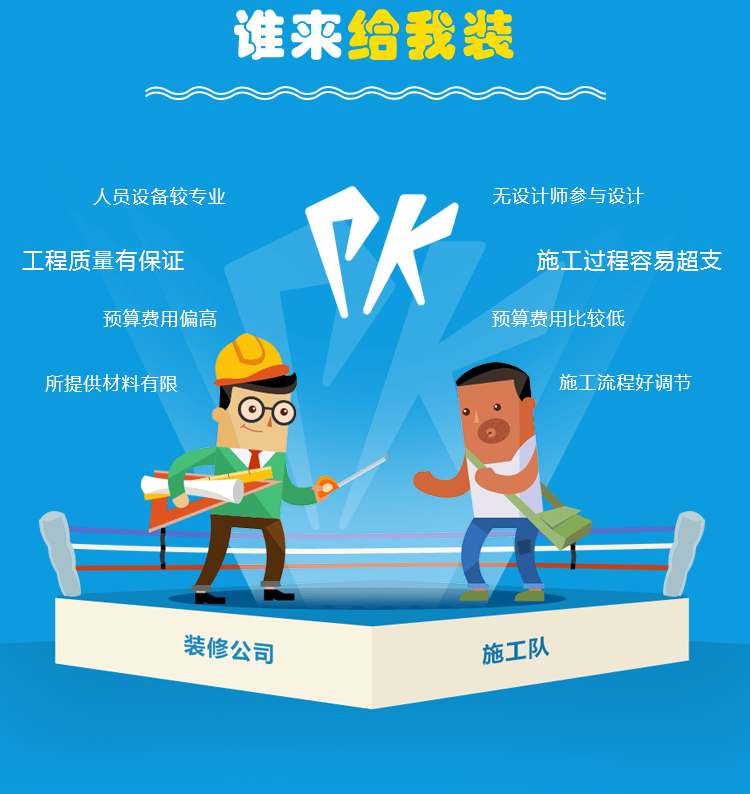 谁来给我装
PK
人员设备较专业
无设计师参与设计
工程质量有保证
施工过程容易超支
预算费用偏高
预算费用比较低
所提供材料有限
施工流程好调节
装修公司
施工队